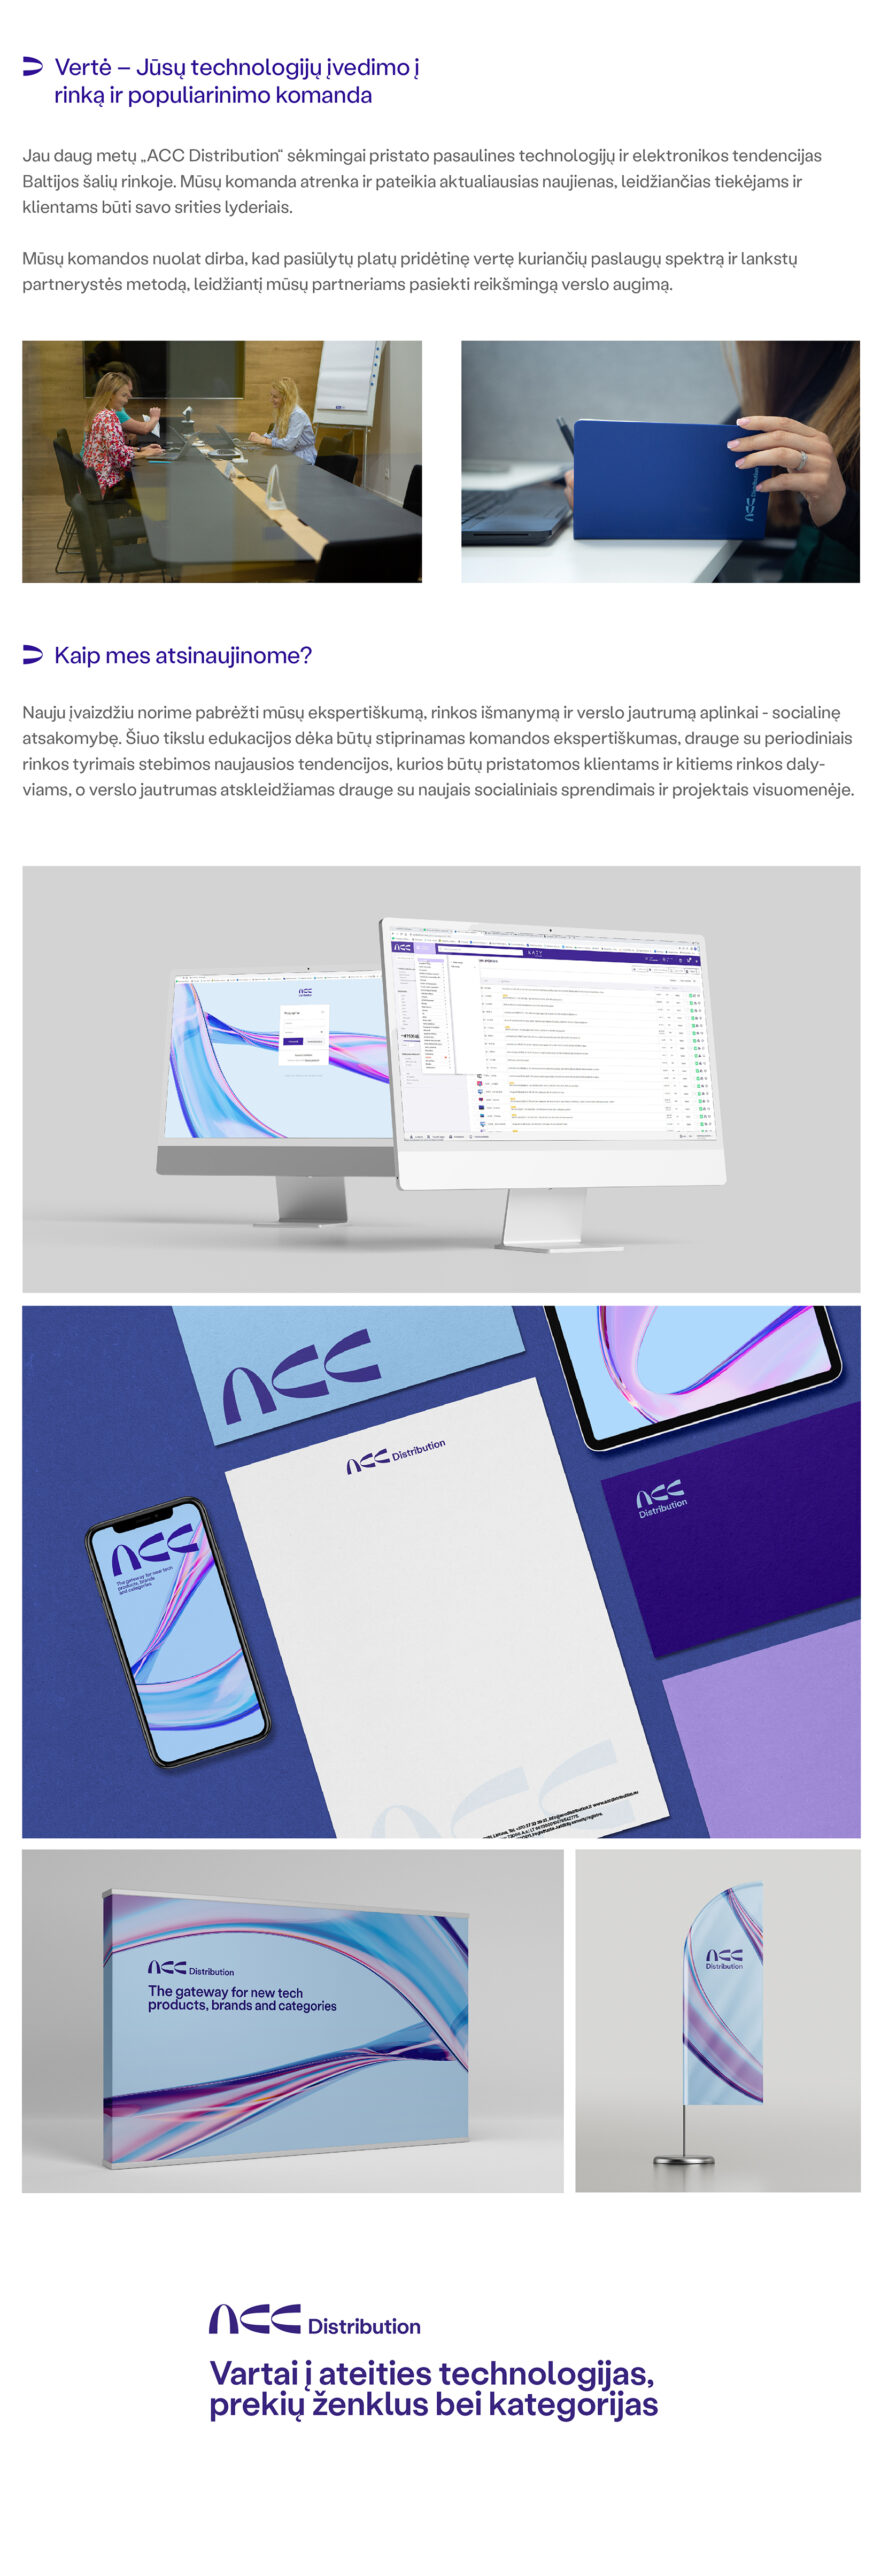 Vertė – Jūsų technologijų įvedimo į
rinką ir populiarinimo komanda
Jau daug metų „ACC Distribution“ sėkmingai pristato pasaulines technologijų ir elektronikos tendencijas
Baltijos šalių rinkoje. Mūsų komanda atrenka ir pateikia aktualiausias naujienas, leidžiančias tiekėjams ir
klientams būti savo srities lyderiais.
Mūsų komandos nuolat dirba, kad pasiūlytų platų pridėtinę vertę kuriančių paslaugų spektrą ir lankstų
partnerystės metodą, leidžiantį mūsų partneriams pasiekti reikšmingą verslo augimą.
ACC Distribution
Kaip mes atsinaujinome?
Nauju įvaizdžiu norime pabrėžti mūsų ekspertiškumą, rinkos išmanymą ir verslo jautrumą aplinkai - socialinę
atsakomybę. Šiuo tikslu edukacijos dėka būtų stiprinamas komandos ekspertiškumas, drauge su periodiniais
rinkos tyrimais stebimos naujausios tendencijos, kurios būtų pristatomos klientams ir kitiems rinkos daly-
viams, o verslo jautrumas atskleidžiamas drauge su naujais socialiniais sprendimais ir projektais visuomenėje.
ACC
ACC
ACC
ACC Distribution
ACC
Distribution
ACC
The gateway for new tech
products, brands
and categories
ACC Distribution
The gateway for new tech
products, brands and categories
ACC
Distribution
ACC Distribution
Vartai į ateities technologijas,
prekių ženklus bei kategorijas